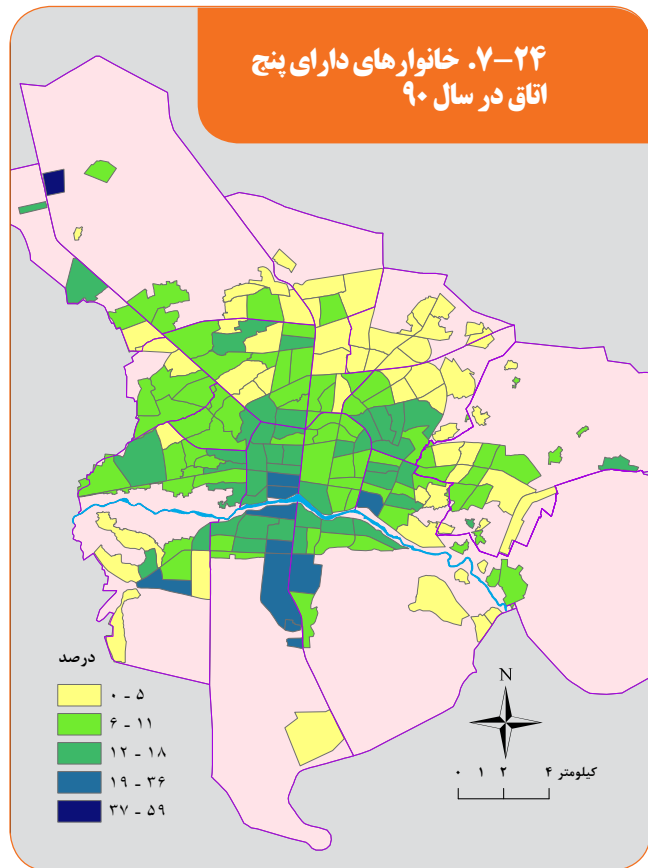 ۲۴-۷. خانوارهای دارای پنج
اتاق در سال ۹۰
درصد
۰ - ۵
۶ - ۱۱
۱۲ - ۱۸
۱۹ - ۳۶
۳۷ - ۵۹
N
۰ ۱ ۲ ۴ کیلومتر